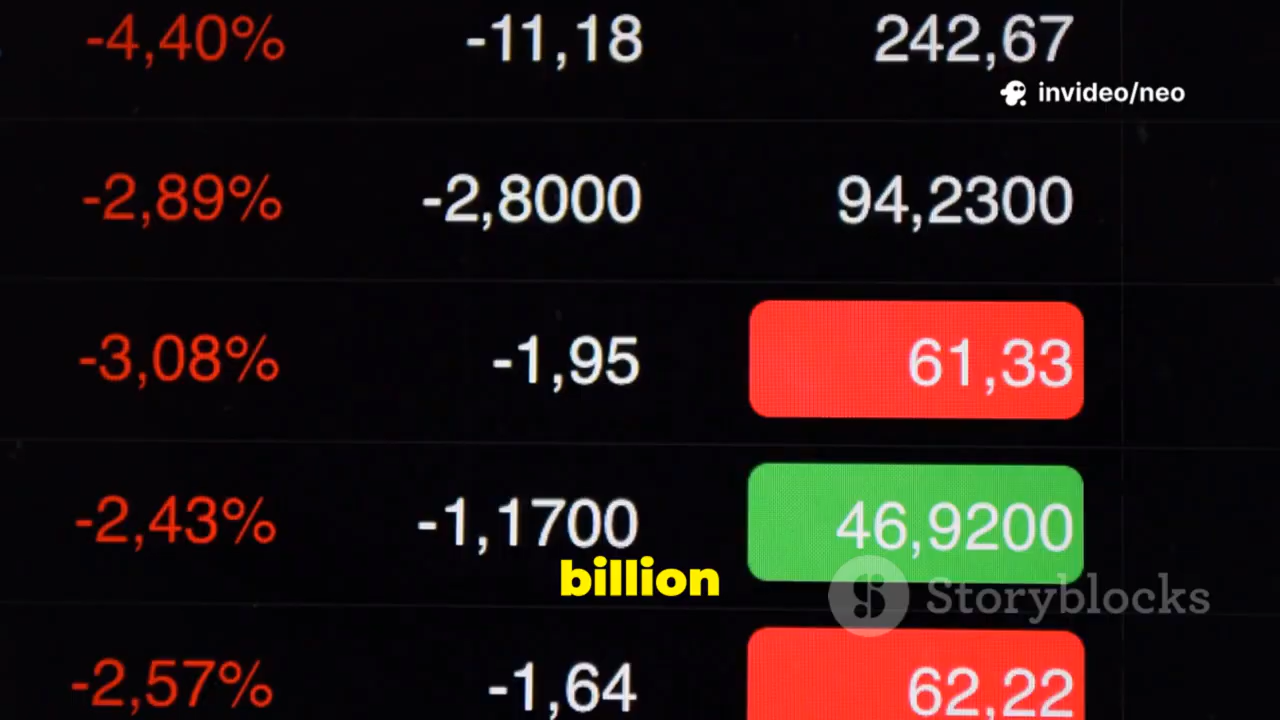 -4,40% -11,18 242,67
invideo/neo
-2,89% -2,8000 94,2300
-3,08% -1,95 61,33
-2,43% -1,1700 46,9200
billion
Storyblocks
-2,57% -1,64 62,22